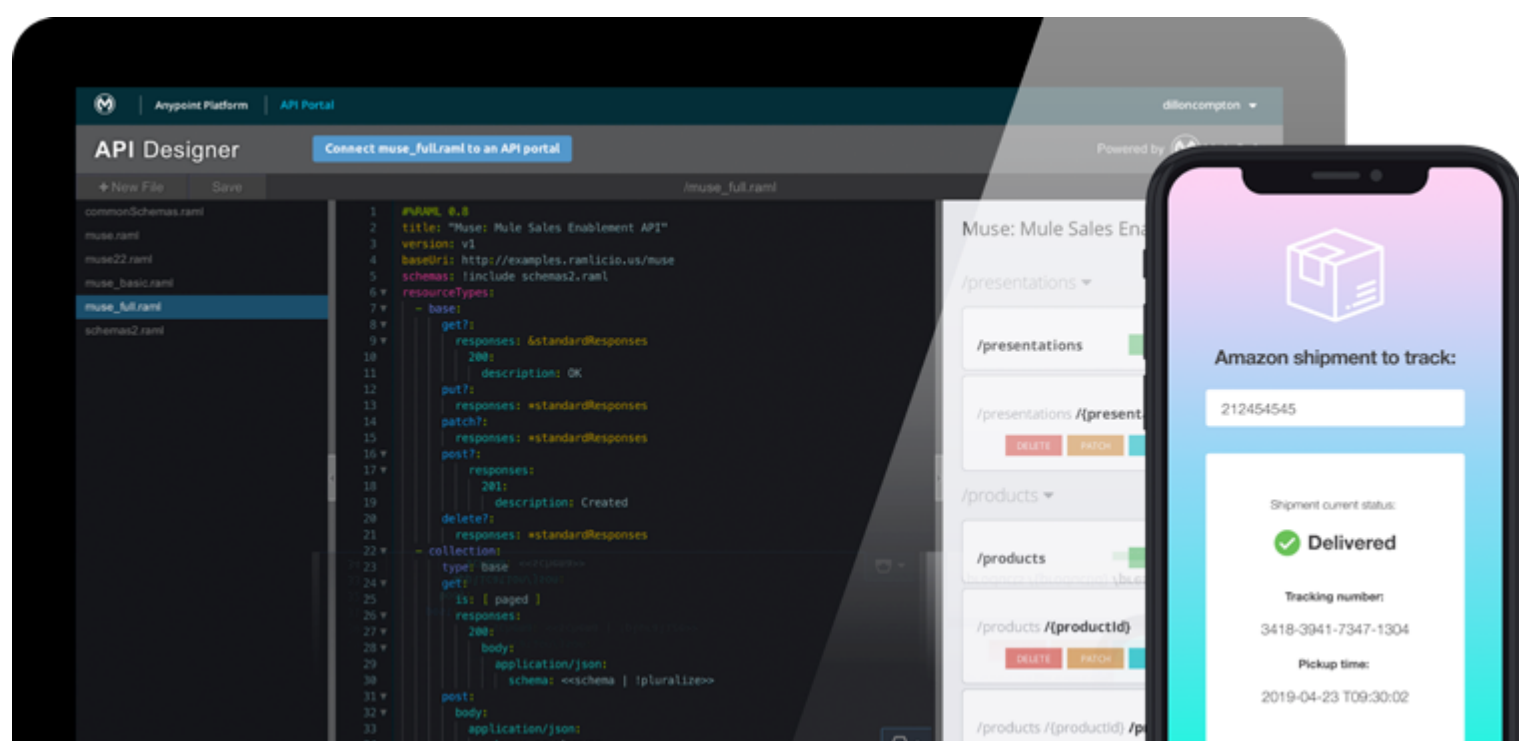 Anypoint Platform
API Portal
dilloncompton
API Designer
Connect muse_full.raml to an API portal
Powered by
+ New File
Save
/muse_full.raml
commonSchemas.raml
muse.raml
muse22.raml
muse_basic.raml
muse_full.raml
schemas2.raml
1 #%RAML 0.8
2 title: "Muse: Mule Sales Enablement API"
3 version: v1
4 baseUri: http://examples.ramlicio.us/muse
5 schemas: !include schemas2.raml
6 resourceTypes:
7 - base:
8 get?:
9 responses: &standardResponses
10 200:
11 description: OK
12 put?:
13 responses: *standardResponses
14 patch?:
15 responses: *standardResponses
16 post?:
17 responses:
18 201:
19 description: Created
20 delete?:
21 responses: *standardResponses
22 - collection:
23 type: base
24 get:
25 is: [ paged ]
26 responses:
27 200:
28 body:
29 application/json:
30 schema: <<schema | !pluralize>>
31 post:
32 body:
33 application/json:
Muse: Mule Sales Ena
/presentations
/presentations
/presentations /{present
DELETE PATCH
/products
/products
/products /{productId}
DELETE PATCH
/products /{productId} /p
Amazon shipment to track:
212454545
Shipment current status:
Delivered
Tracking number:
3418-3941-7347-1304
Pickup time:
2019-04-23 T09:30:02